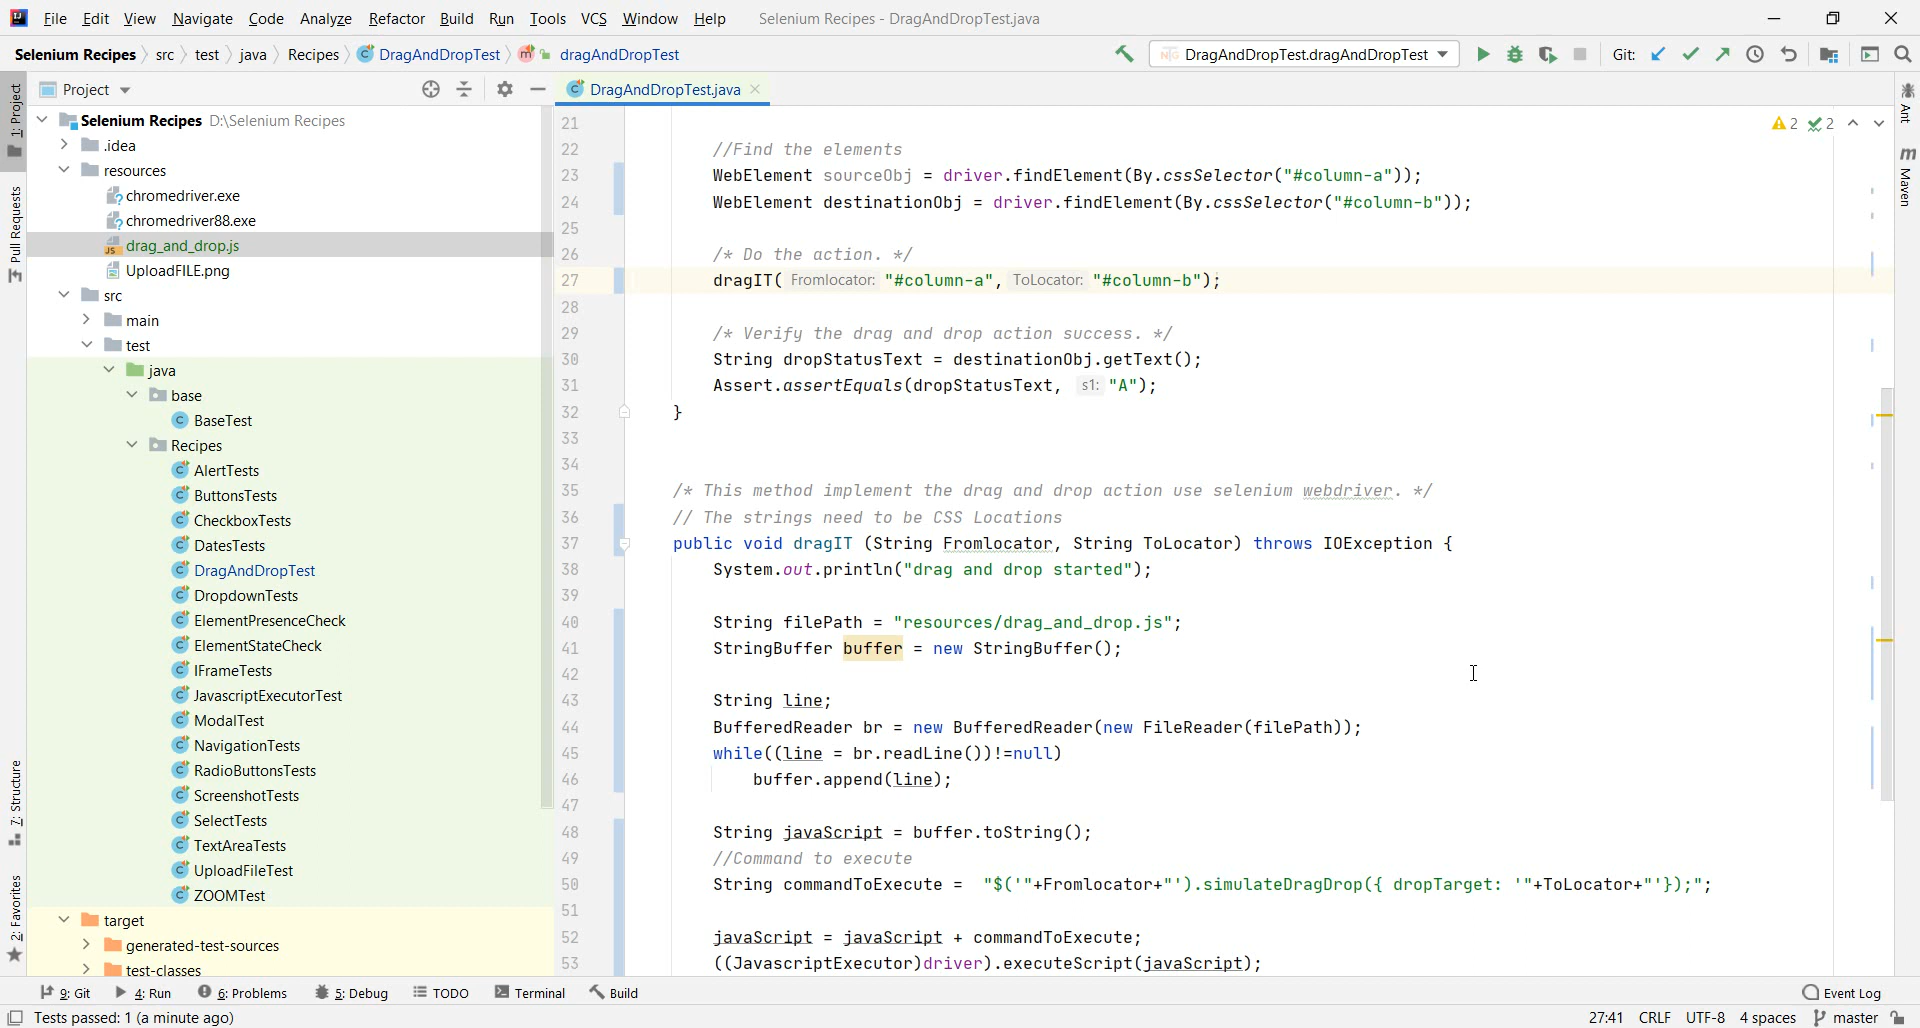 File Edit View Navigate Code Analyze Refactor Build Run Tools VCS Window Help Selenium Recipes - DragAndDropTest.java
Selenium Recipes src test java Recipes DragAndDropTest m dragAndDropTest DragAndDropTest.dragAndDropTest Git:
Project
DragAndDropTest.java
1: Project
Pull Requests
7: Structure
2: Favorites
Selenium Recipes D:\Selenium Recipes
.idea
resources
chromedriver.exe
chromedriver88.exe
drag_and_drop.js
UploadFILE.png
src
main
test
java
base
BaseTest
Recipes
AlertTests
ButtonsTests
CheckboxTests
DatesTests
DragAndDropTest
DropdownTests
ElementPresenceCheck
ElementStateCheck
IFrameTests
JavascriptExecutorTest
ModalTest
NavigationTests
RadioButtonsTests
ScreenshotTests
SelectTests
TextAreaTests
UploadFileTest
ZOOMTest
target
generated-test-sources
test-classes
2 2
21
22 //Find the elements
23 WebElement sourceObj = driver.findElement(By.cssSelector("#column-a"));
24 WebElement destinationObj = driver.findElement(By.cssSelector("#column-b"));
25
26 /* Do the action. */
27 dragIT( Fromlocator: "#column-a", ToLocator: "#column-b");
28
29 /* Verify the drag and drop action success. */
30 String dropStatusText = destinationObj.getText();
31 Assert.assertEquals(dropStatusText, s1: "A");
32 }
33
34
35 /* This method implement the drag and drop action use selenium webdriver. */
36 // The strings need to be CSS Locations
37 public void dragIT (String Fromlocator, String ToLocator) throws IOException {
38 System.out.println("drag and drop started");
39
40 String filePath = "resources/drag_and_drop.js";
41 StringBuffer buffer = new StringBuffer();
42
43 String line;
44 BufferedReader br = new BufferedReader(new FileReader(filePath));
45 while((line = br.readLine())!=null)
46 buffer.append(line);
47
48 String javaScript = buffer.toString();
49 //Command to execute
50 String commandToExecute =  "$('"+Fromlocator+"').simulateDragDrop({ dropTarget: '"+ToLocator+"'});";
51
52 javaScript = javaScript + commandToExecute;
53 ((JavascriptExecutor)driver).executeScript(javaScript);
Ant
m Maven
9: Git 4: Run 6: Problems 5: Debug TODO Terminal Build Event Log
Tests passed: 1 (a minute ago) 27:41 CRLF UTF-8 4 spaces master